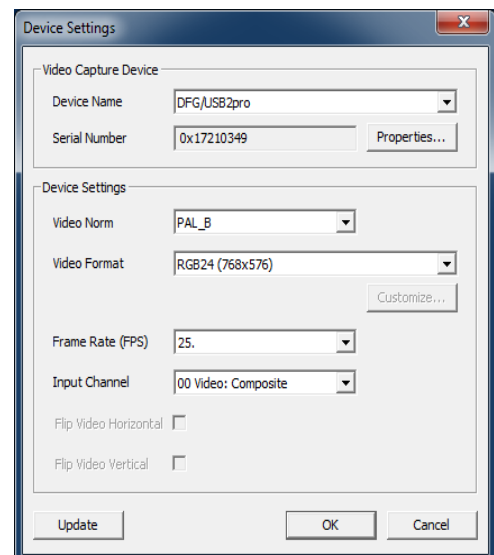 Device Settings
Video Capture Device
Device Name DFG/USB2pro
Serial Number 0x17210349 Properties...
Device Settings
Video Norm PAL_B
Video Format RGB24 (768x576)
Customize...
Frame Rate (FPS) 25.
Input Channel 00 Video: Composite
Flip Video Horizontal
Flip Video Vertical
Update OK Cancel